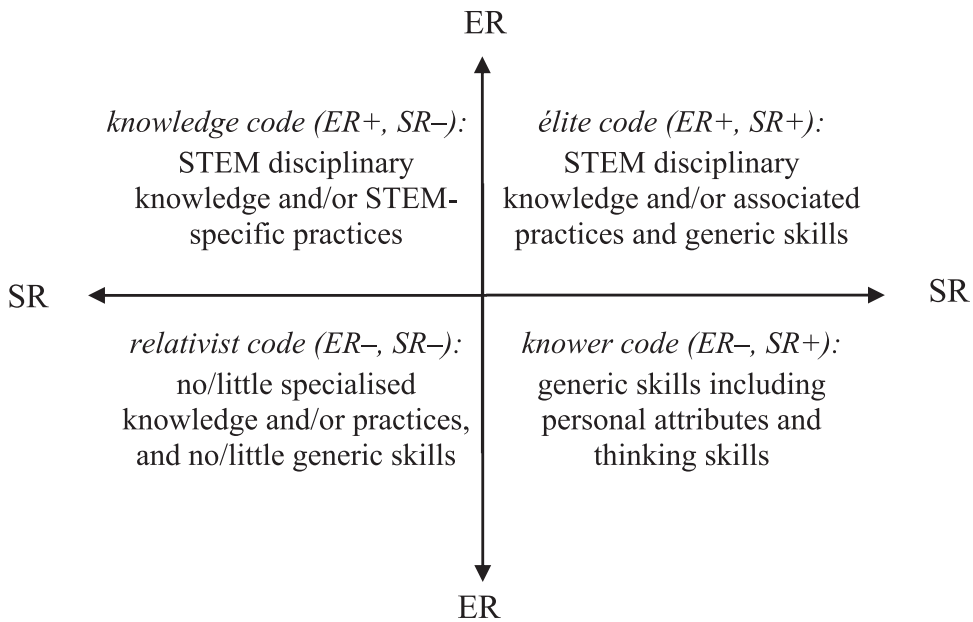 ER
knowledge code (ER+, SR–):
STEM disciplinary
knowledge and/or STEM-
specific practices
élite code (ER+, SR+):
STEM disciplinary
knowledge and/or associated
practices and generic skills
SR
SR
relativist code (ER–, SR–):
no/little specialised
knowledge and/or practices,
and no/little generic skills
knower code (ER–, SR+):
generic skills including
personal attributes and
thinking skills
ER